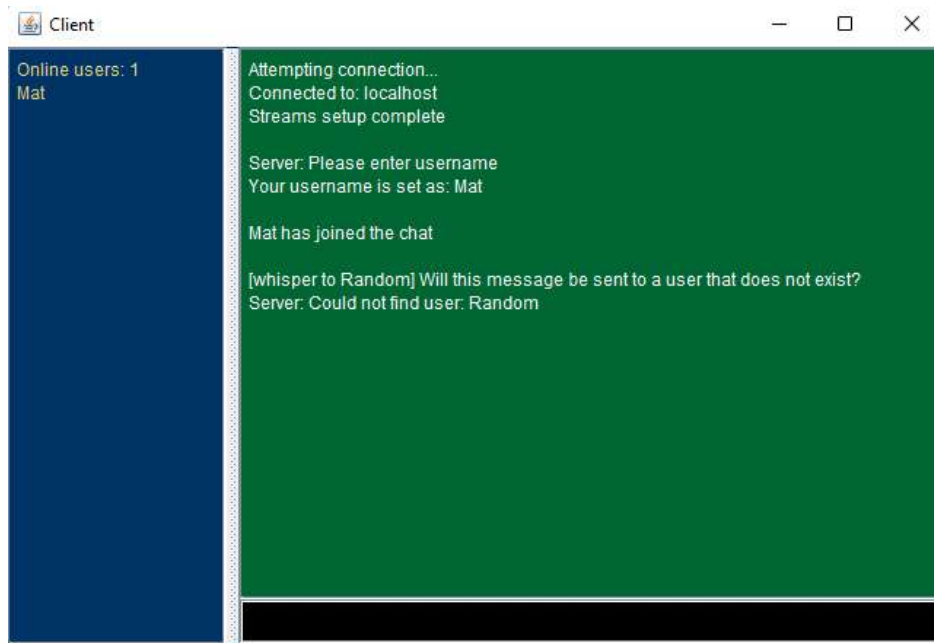 Client
Online users: 1
Mat
Attempting connection...
Connected to: localhost
Streams setup complete
Server: Please enter username
Your username is set as: Mat
Mat has joined the chat
[whisper to Random] Will this message be sent to a user that does not exist?
Server: Could not find user: Random